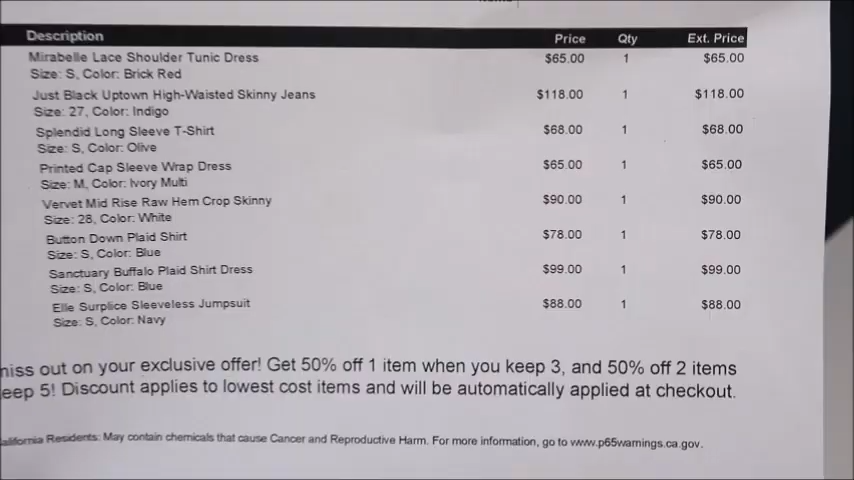 Description Price Qty Ext. Price
Mirabelle Lace Shoulder Tunic Dress $65.00 1 $65.00
Size: S, Color: Brick Red
Just Black Uptown High-Waisted Skinny Jeans $118.00 1 $118.00
Size: 27, Color: Indigo
Splendid Long Sleeve T-Shirt $68.00 1 $68.00
Size: S, Color: Olive
Printed Cap Sleeve Wrap Dress $65.00 1 $65.00
Size: M, Color: Ivory Multi
Vervet Mid Rise Raw Hem Crop Skinny $90.00 1 $90.00
Size: 28, Color: White
Button Down Plaid Shirt $78.00 1 $78.00
Size: S, Color: Blue
Sanctuary Buffalo Plaid Shirt Dress $99.00 1 $99.00
Size: S, Color: Blue
Elle Surplice Sleeveless Jumpsuit $88.00 1 $88.00
Size: S, Color: Navy
miss out on your exclusive offer! Get 50% off 1 item when you keep 3, and 50% off 2 items
eep 5! Discount applies to lowest cost items and will be automatically applied at checkout.
alifornia Residents: May contain chemicals that cause Cancer and Reproductive Harm. For more information, go to www.p65warnings.ca.gov.